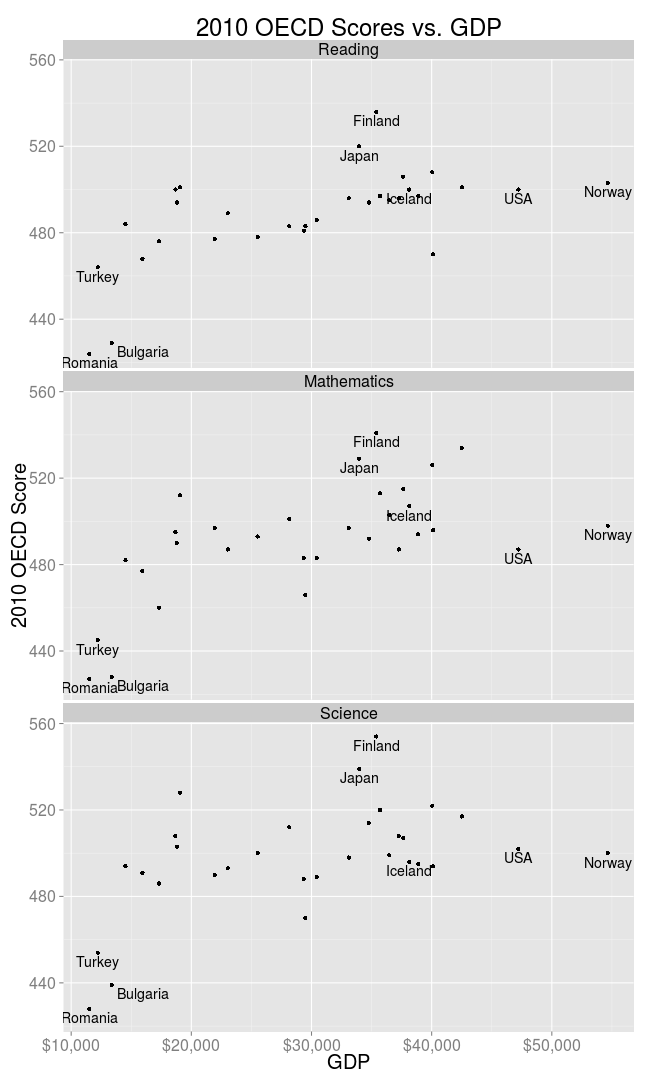 2010 OECD Scores vs. GDP
Reading
560
520
480
440
Finland
Japan
Iceland
USA
Norway
Turkey
Bulgaria
Romania
Mathematics
560
520
480
440
Finland
Japan
Iceland
Norway
USA
Turkey
Romania
Bulgaria
2010 OECD Score
Science
560
520
480
440
Finland
Japan
USA
Norway
Iceland
Turkey
Bulgaria
Romania
$10,000
$20,000
$30,000
$40,000
$50,000
GDP